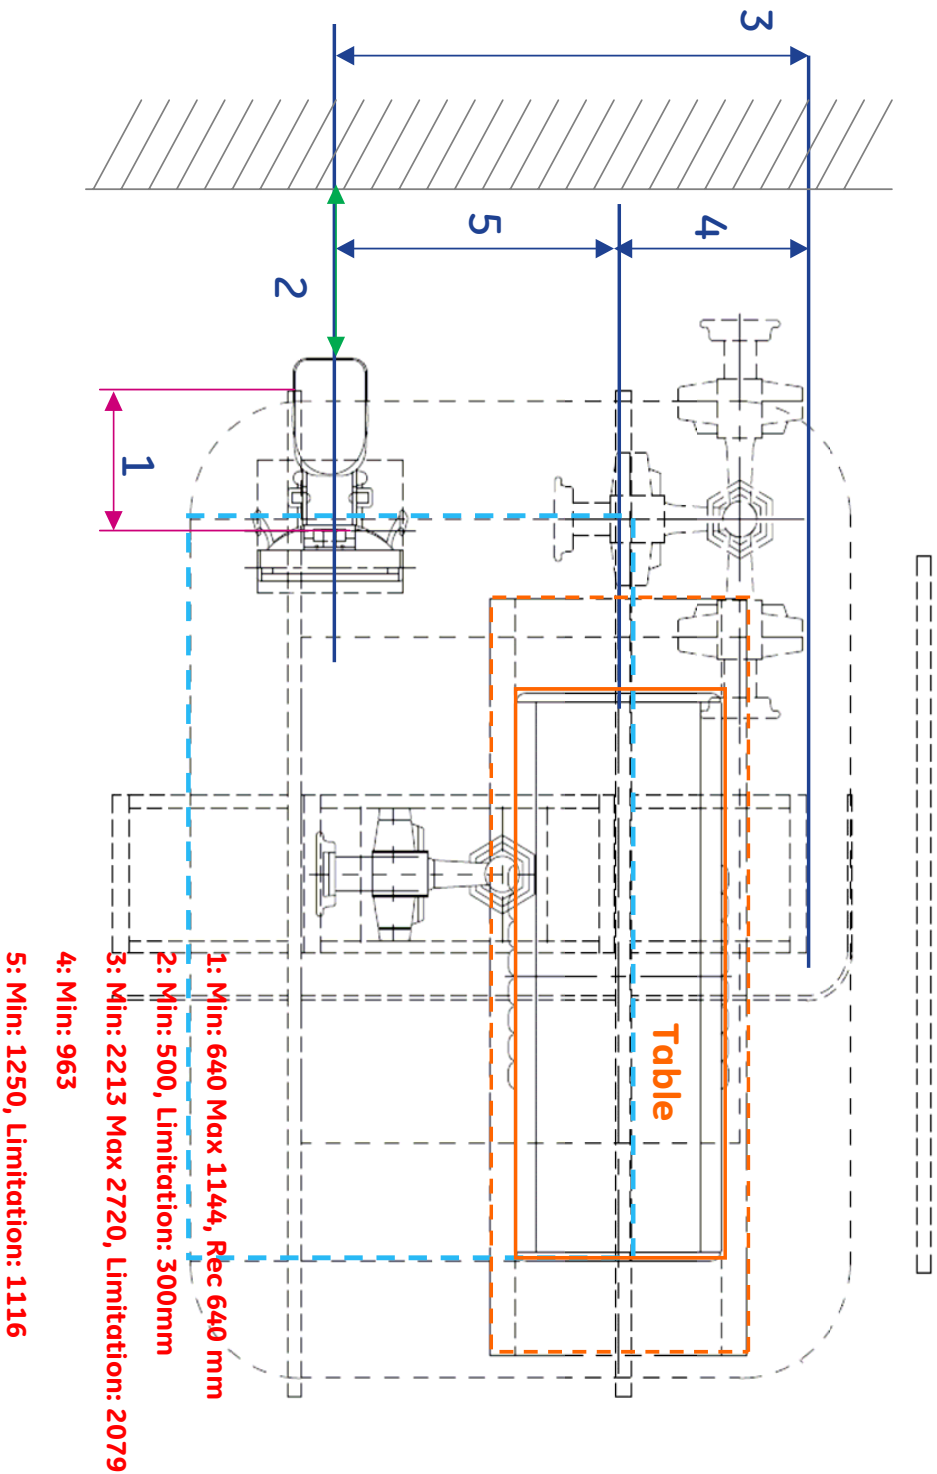 3
5
4
2
1
Table
1: Min: 640 Max 1144, Rec 640 mm
2: Min: 500, Limitation: 300mm
3: Min: 2213 Max 2720, Limitation: 2079
4: Min: 963
5: Min: 1250, Limitation: 1116